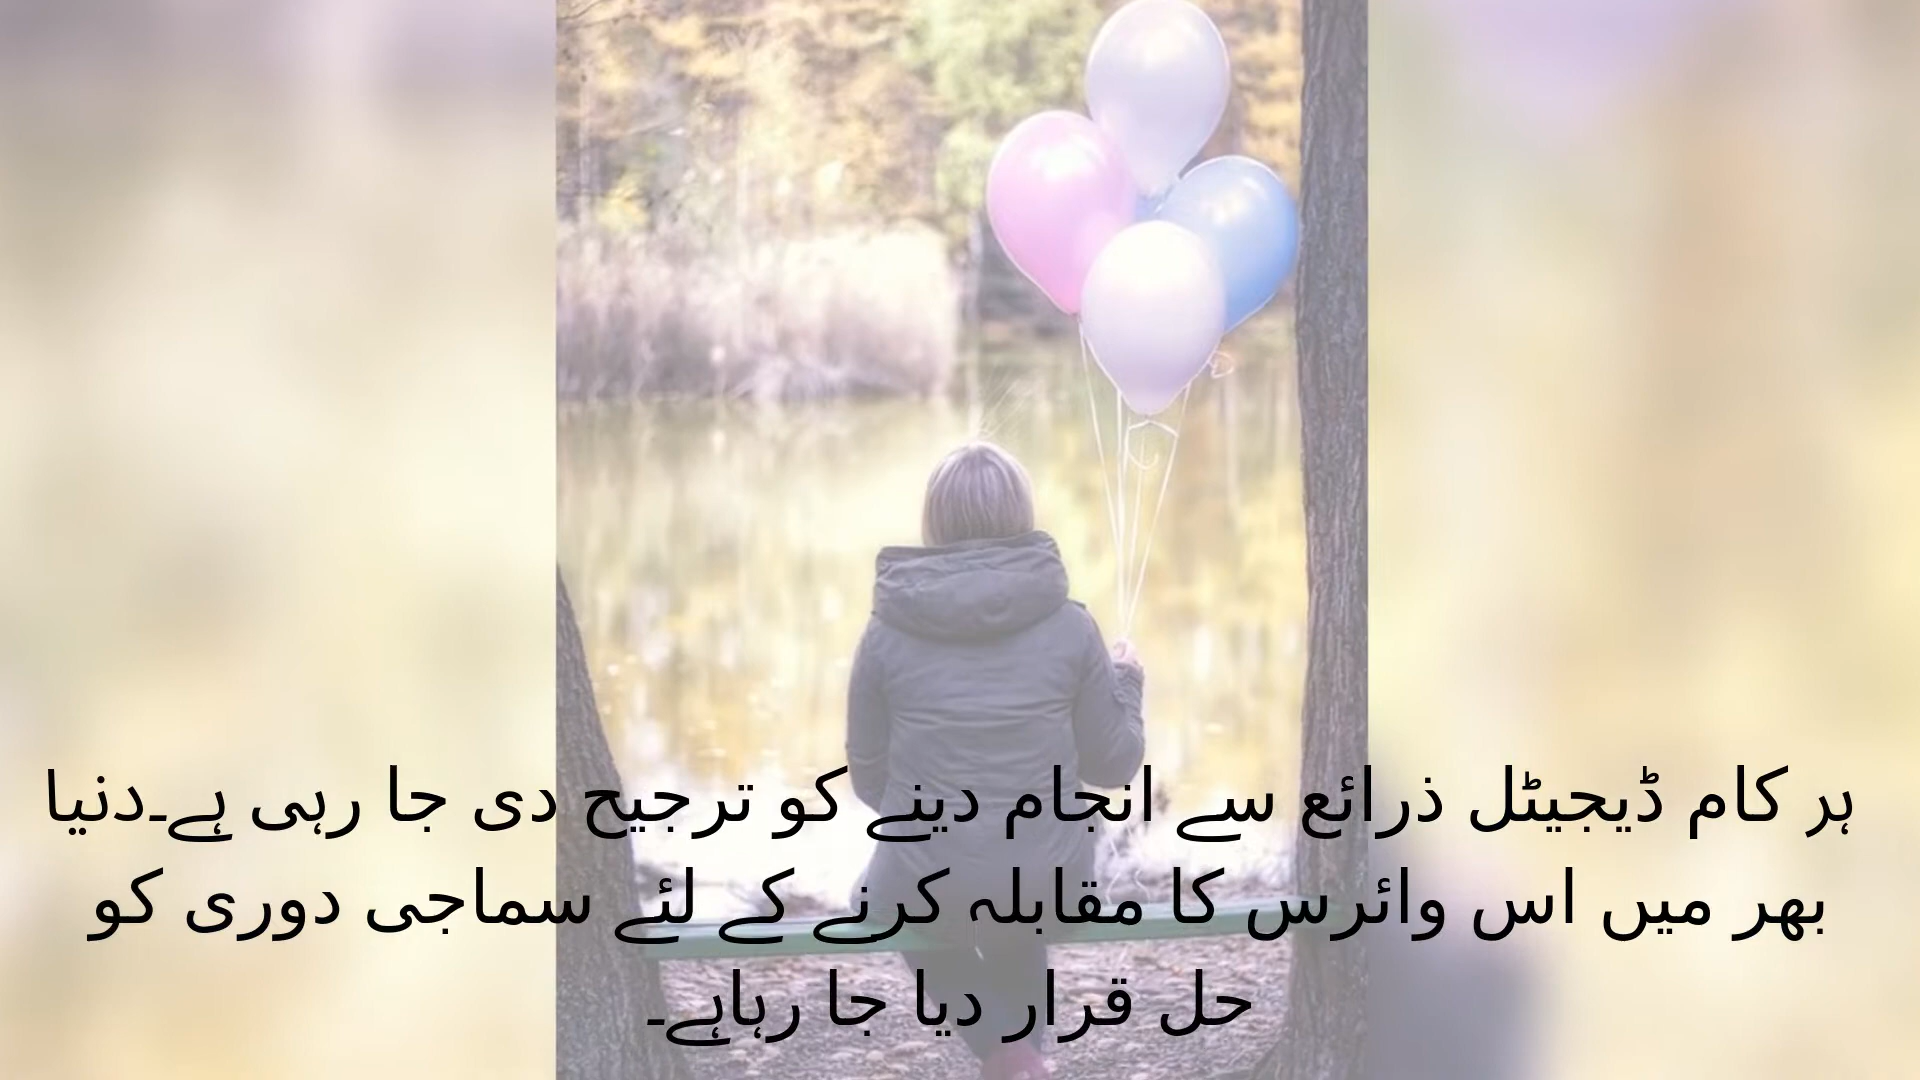 ہر کام ڈیجیٹل ذرائع سے انجام دینے کو ترجیح دی جا رہی ہے۔دنیا
بھر میں اس وائرس کا مقابلہ کرنے کے لئے سماجی دوری کو
حل قرار دیا جا رہاہے۔